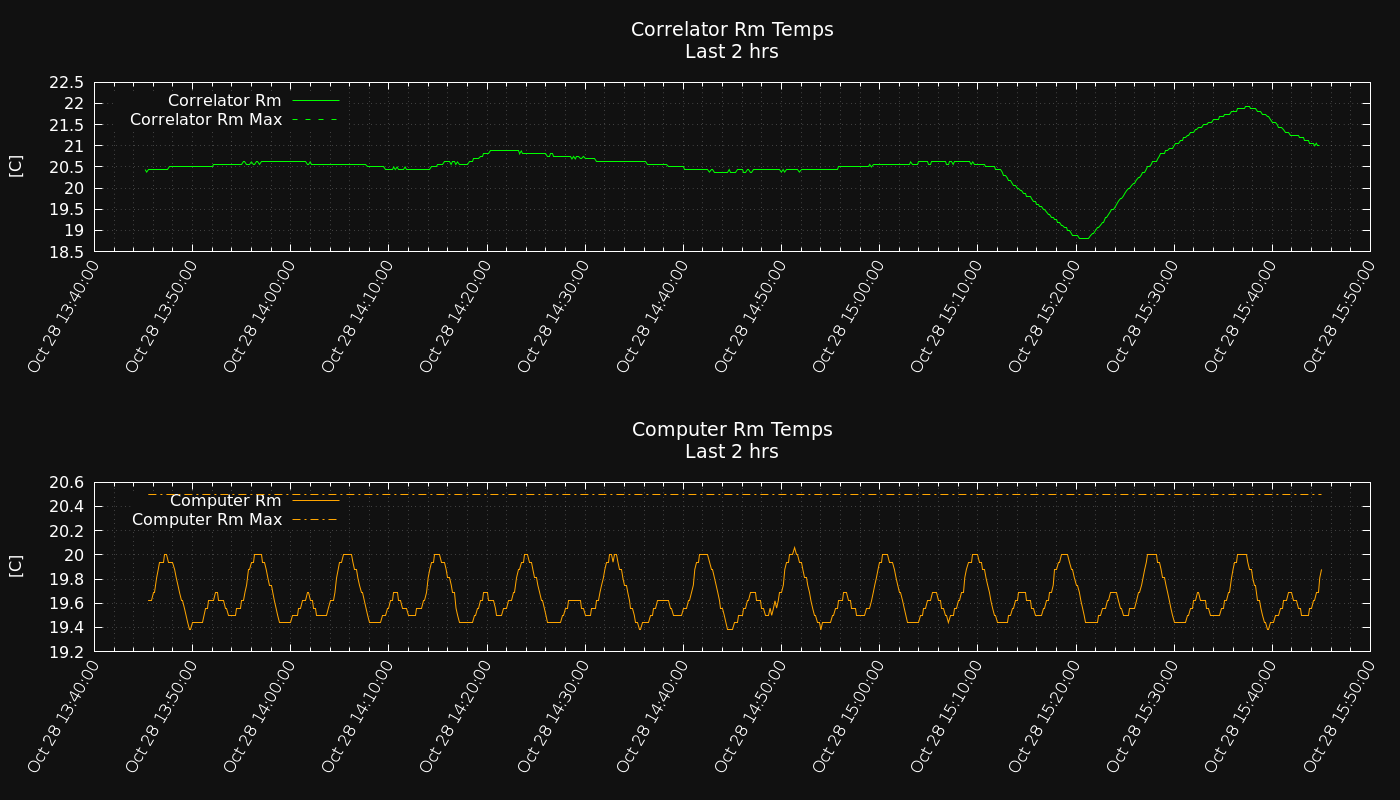 Correlator Rm Temps
Last 2 hrs
[C]
22.5
22
21.5
21
20.5
20
19.5
19
18.5
Correlator Rm
Correlator Rm Max
Oct 28 13:40:00
Oct 28 13:50:00
Oct 28 14:00:00
Oct 28 14:10:00
Oct 28 14:20:00
Oct 28 14:30:00
Oct 28 14:40:00
Oct 28 14:50:00
Oct 28 15:00:00
Oct 28 15:10:00
Oct 28 15:20:00
Oct 28 15:30:00
Oct 28 15:40:00
Oct 28 15:50:00
Computer Rm Temps
Last 2 hrs
[C]
20.6
20.4
20.2
20
19.8
19.6
19.4
19.2
Computer Rm
Computer Rm Max
Oct 28 13:40:00
Oct 28 13:50:00
Oct 28 14:00:00
Oct 28 14:10:00
Oct 28 14:20:00
Oct 28 14:30:00
Oct 28 14:40:00
Oct 28 14:50:00
Oct 28 15:00:00
Oct 28 15:10:00
Oct 28 15:20:00
Oct 28 15:30:00
Oct 28 15:40:00
Oct 28 15:50:00